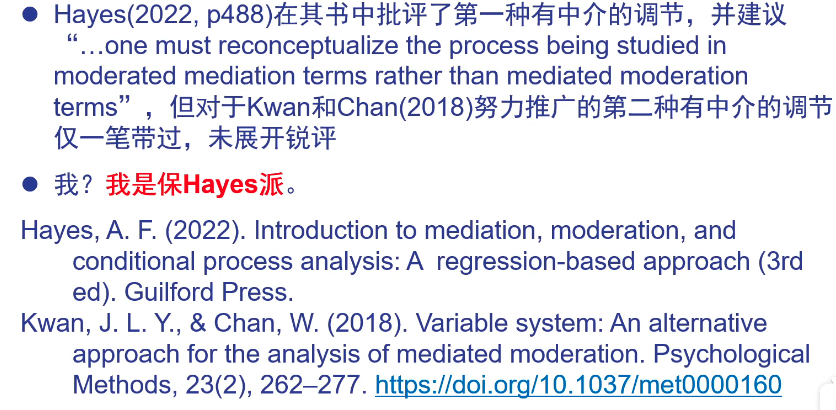 ● Hayes(2022, p488)在其书中批评了第一种有中介的调节，并建议
“…one must reconceptualize the process being studied in
moderated mediation terms rather than mediated moderation
terms”，但对于Kwan和Chan(2018)努力推广的第二种有中介的调节
仅一笔带过，未展开锐评
● 我？我是保Hayes派。
Hayes, A. F. (2022). Introduction to mediation, moderation, and
conditional process analysis: A regression-based approach (3rd
ed). Guilford Press.
Kwan, J. L. Y., & Chan, W. (2018). Variable system: An alternative
approach for the analysis of mediated moderation. Psychological
Methods, 23(2), 262–277. https://doi.org/10.1037/met0000160